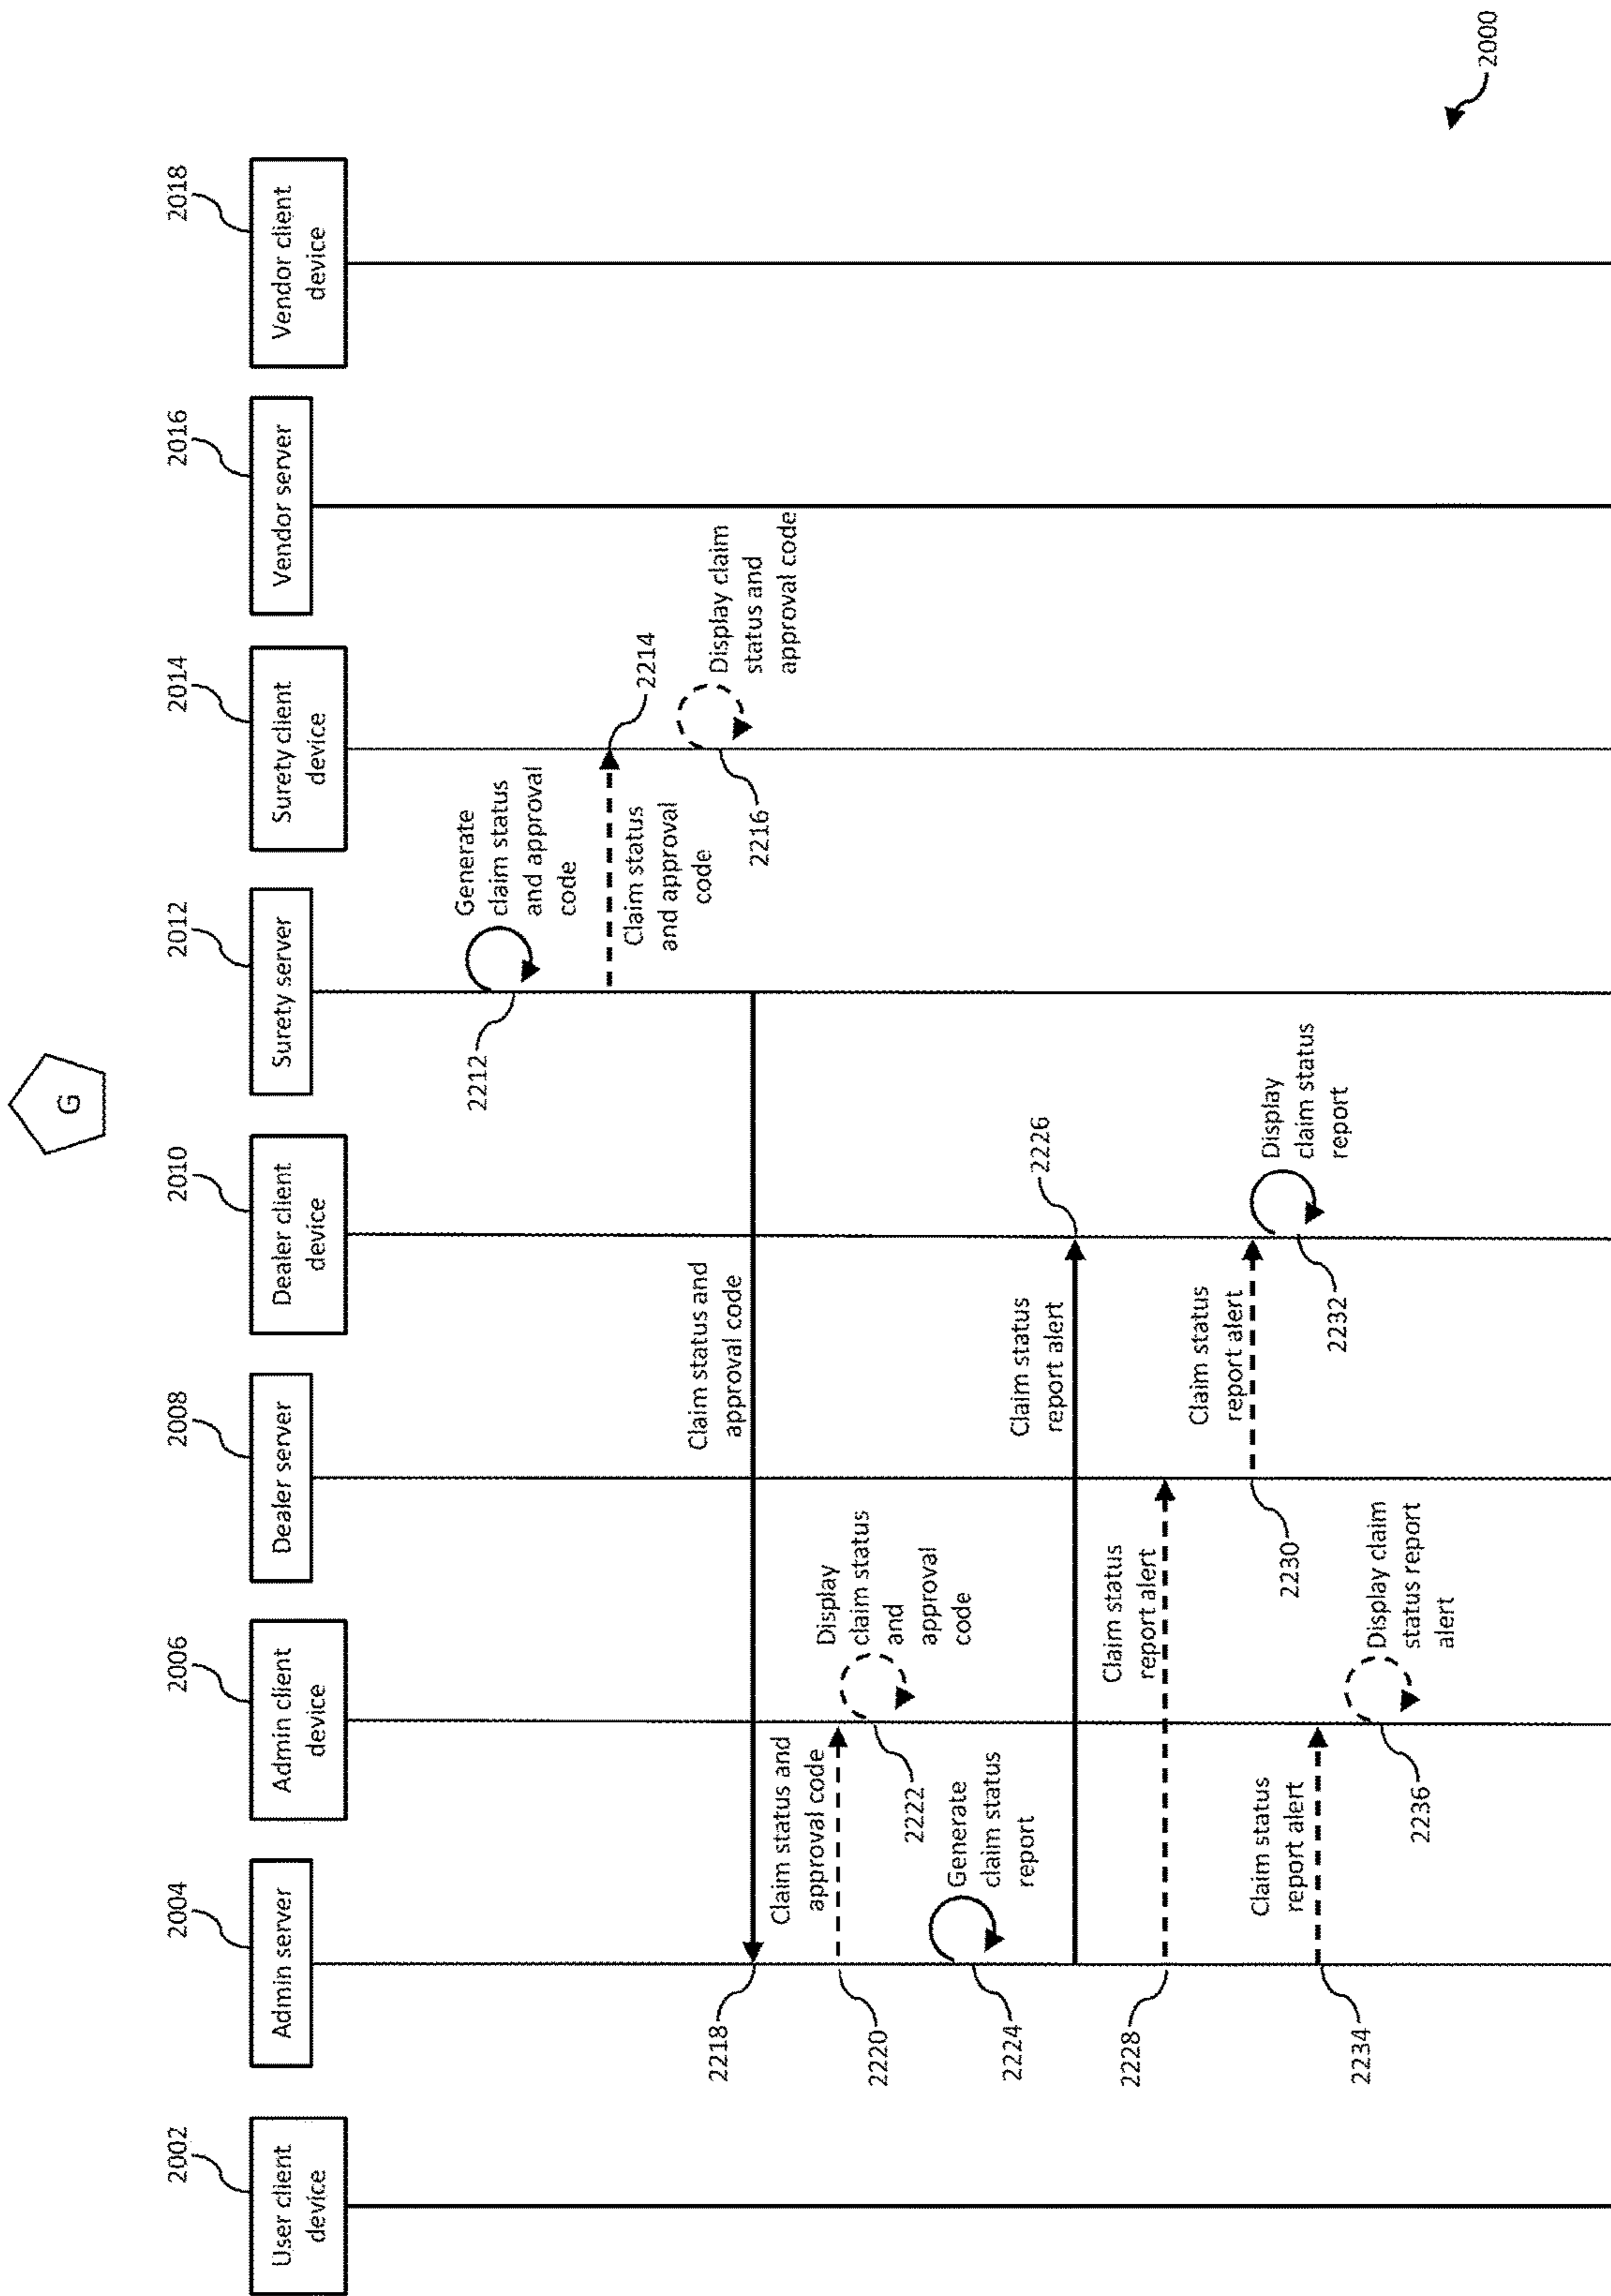 G
2002
2004
2006
2008
2010
2012
2014
2016
2018
User client
device
Admin server
Admin client
device
Dealer server
Dealer client
device
Surety server
Surety client
device
Vendor server
Vendor client
device
2212
Generate
claim status
and approval
code
2214
Claim status
and approval
code
2216
Display claim
status and
approval code
2218
Claim status and
approval code
2220
Claim status and
approval code
2222
Display
claim status
and
approval
code
2224
Generate
claim status
report
2226
Claim status
report alert
2228
Claim status
report alert
2230
Claim status
report alert
2232
Display
claim status
report
2234
Claim status
report alert
2236
Display claim
status report
alert
2000